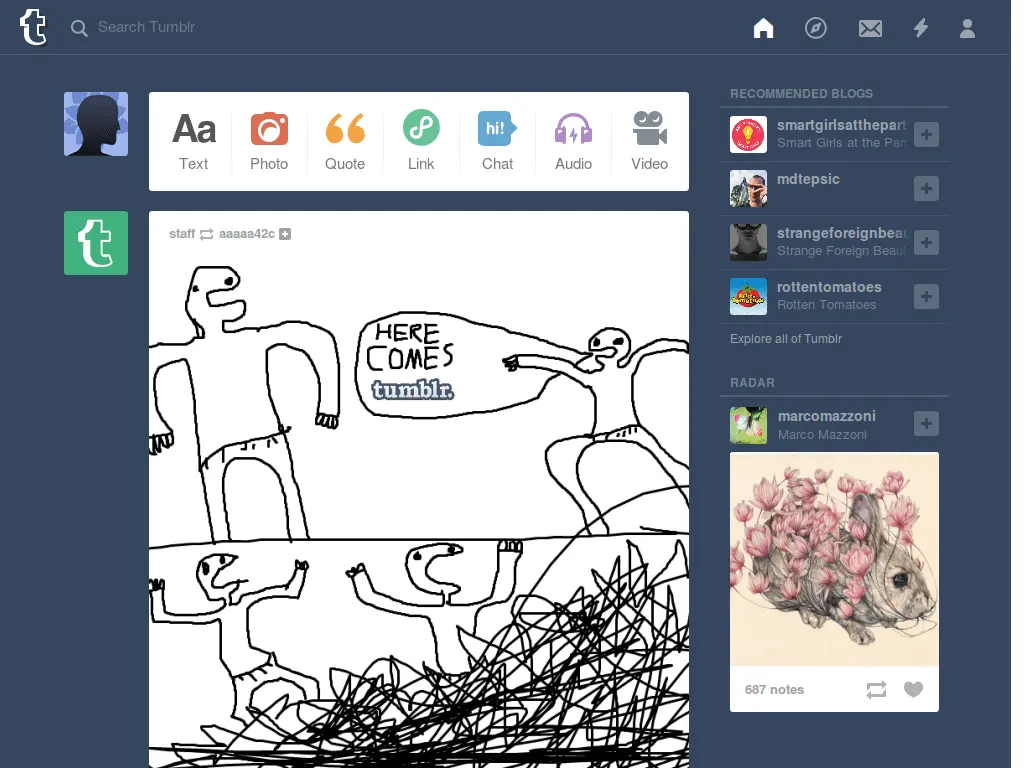 t
Search Tumblr
Aa
Text
Photo
Quote
Link
hi!
Chat
Audio
Video
t
staff aaaaa42c
HERE
COMES
tumblr.
RECOMMENDED BLOGS
smartgirlsatthepart
Smart Girls at the Par
mdtepsic
strangeforeignbeau
Strange Foreign Beaut
rottentomatoes
Rotten Tomatoes
Explore all of Tumblr
RADAR
marcomazzoni
Marco Mazzoni
687 notes